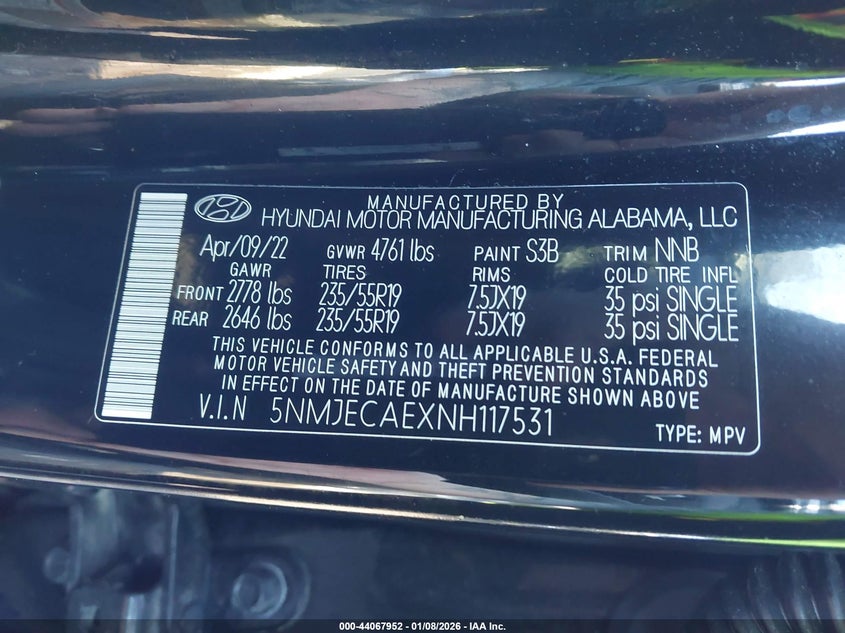 MANUFACTURED BY
HYUNDAI MOTOR MANUFACTURING ALABAMA, LLC
Apr/09/22 GVWR 4761 lbs PAINT S3B TRIM NNB
GAWR TIRES RIMS COLD TIRE INFL
FRONT 2778 lbs 235/55R19 7.5JX19 35 psi SINGLE
REAR 2646 lbs 235/55R19 7.5JX19 35 psi SINGLE
THIS VEHICLE CONFORMS TO ALL APPLICABLE U.S.A. FEDERAL
MOTOR VEHICLE SAFETY AND THEFT PREVENTION STANDARDS
IN EFFECT ON THE DATE OF MANUFACTURE SHOWN ABOVE
V.I.N 5NMJECAEXNH117531 TYPE: MPV
000-44067952 - 01/08/2026 - IAA Inc.